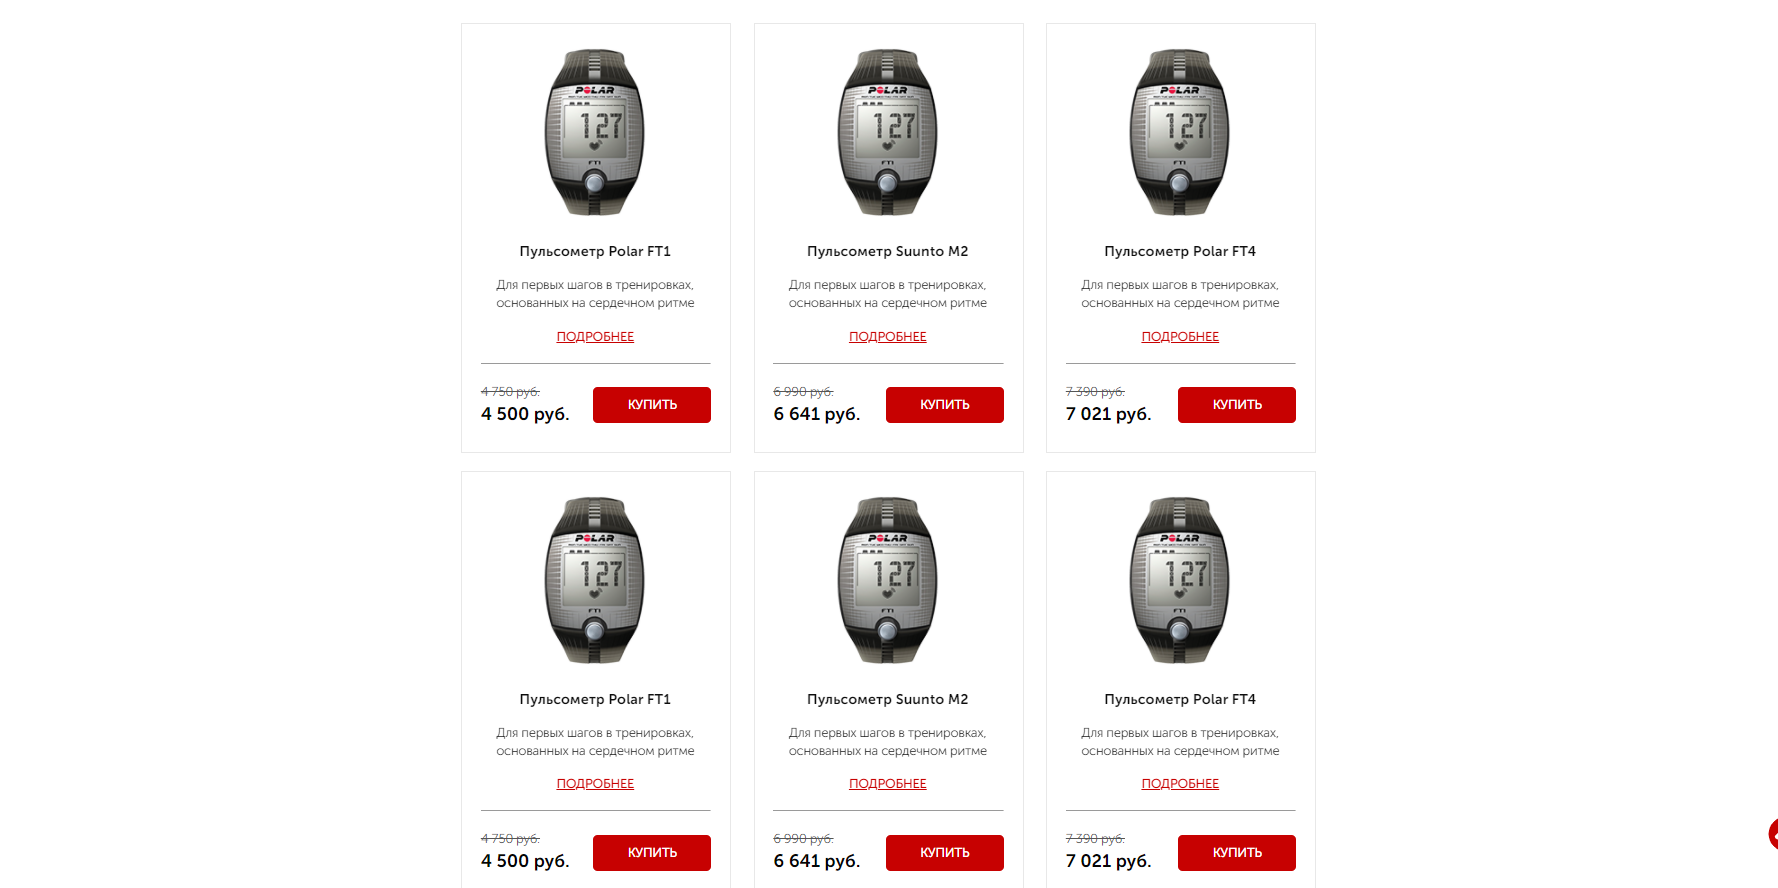 POLAR
127
FT1
POLAR
127
FT1
POLAR
127
FT1
Пульсометр Polar FT1
Для первых шагов в тренировках,
основанных на сердечном ритме
ПОДРОБНЕЕ
4 750 руб.
4 500 руб.
КУПИТЬ
Пульсометр Suunto M2
Для первых шагов в тренировках,
основанных на сердечном ритме
ПОДРОБНЕЕ
6 990 руб.
6 641 руб.
КУПИТЬ
Пульсометр Polar FT4
Для первых шагов в тренировках,
основанных на сердечном ритме
ПОДРОБНЕЕ
7 390 руб.
7 021 руб.
КУПИТЬ
POLAR
127
FT1
POLAR
127
FT1
POLAR
127
FT1
Пульсометр Polar FT1
Для первых шагов в тренировках,
основанных на сердечном ритме
ПОДРОБНЕЕ
4 750 руб.
4 500 руб.
КУПИТЬ
Пульсометр Suunto M2
Для первых шагов в тренировках,
основанных на сердечном ритме
ПОДРОБНЕЕ
6 990 руб.
6 641 руб.
КУПИТЬ
Пульсометр Polar FT4
Для первых шагов в тренировках,
основанных на сердечном ритме
ПОДРОБНЕЕ
7 390 руб.
7 021 руб.
КУПИТЬ